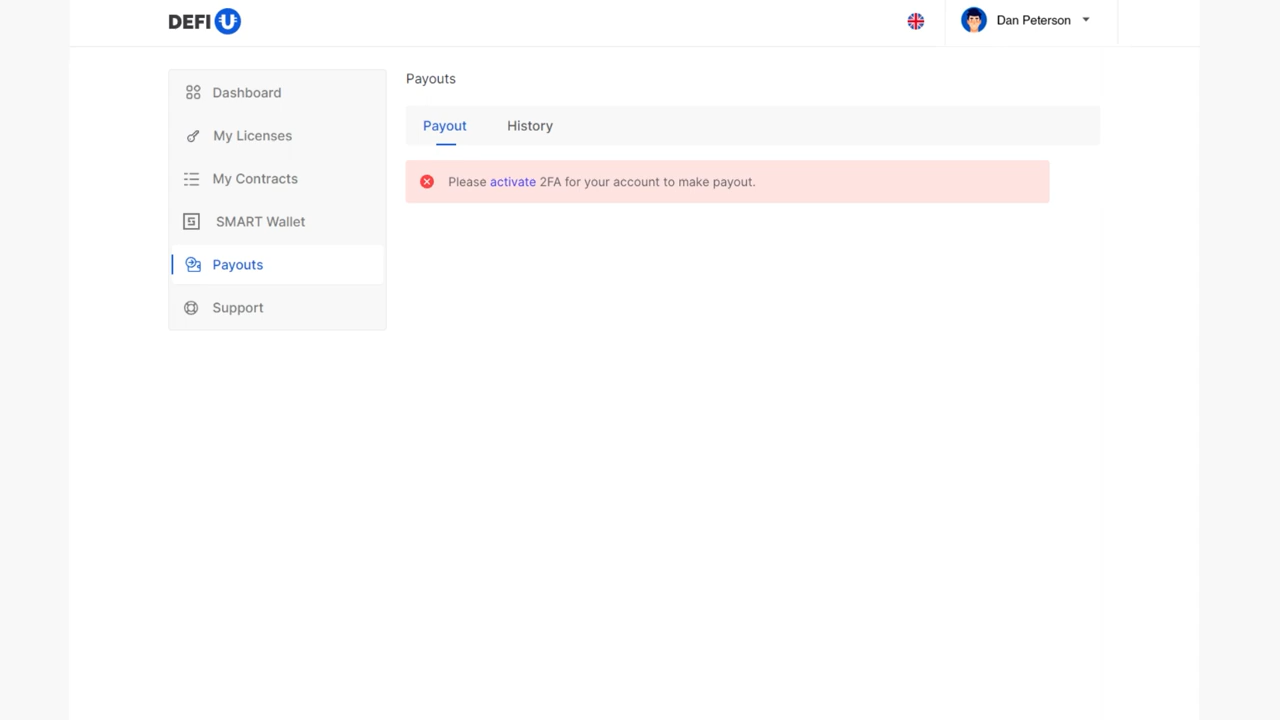 DEFI U
Dan Peterson
Dashboard
My Licenses
My Contracts
SMART Wallet
Payouts
Support
Payouts
Payout
History
Please activate 2FA for your account to make payout.